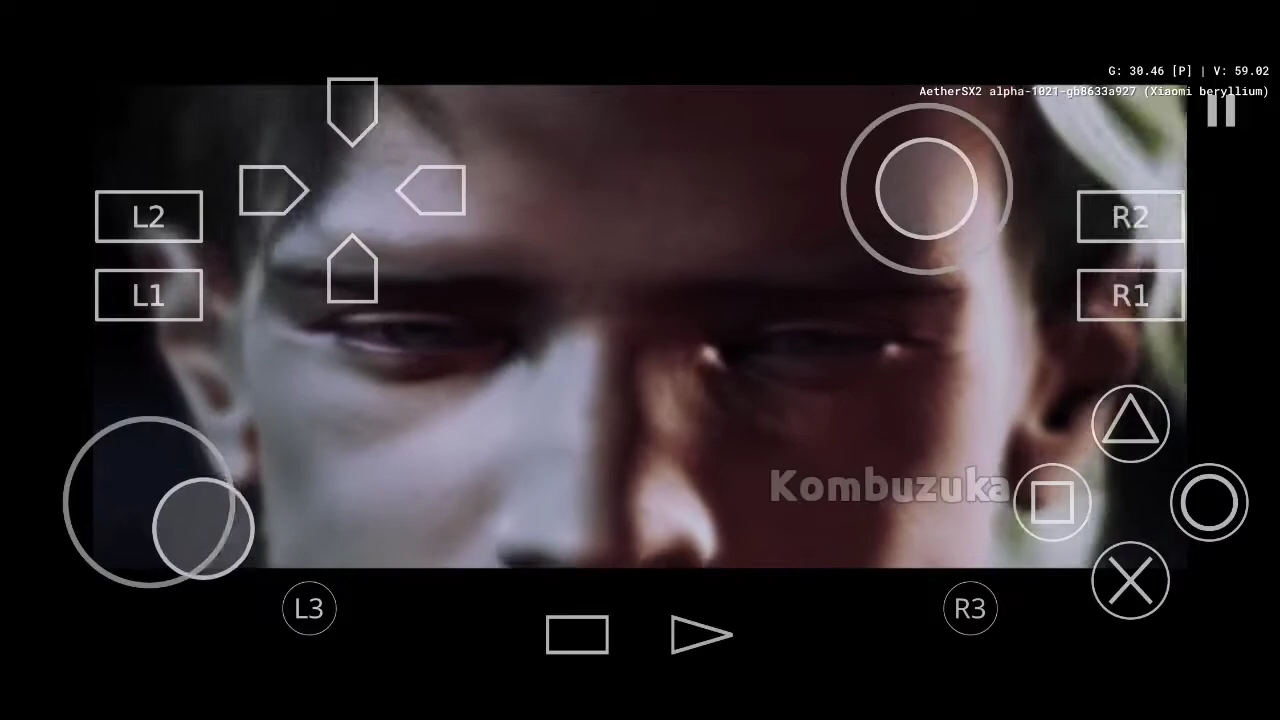 G: 30.46 [P] | V: 59.02
AetherSX2 alpha-1021-gb8633a927 (Xiaomi beryllium)
L2
R2
L1
R1
Kombuzuka
L3
R3